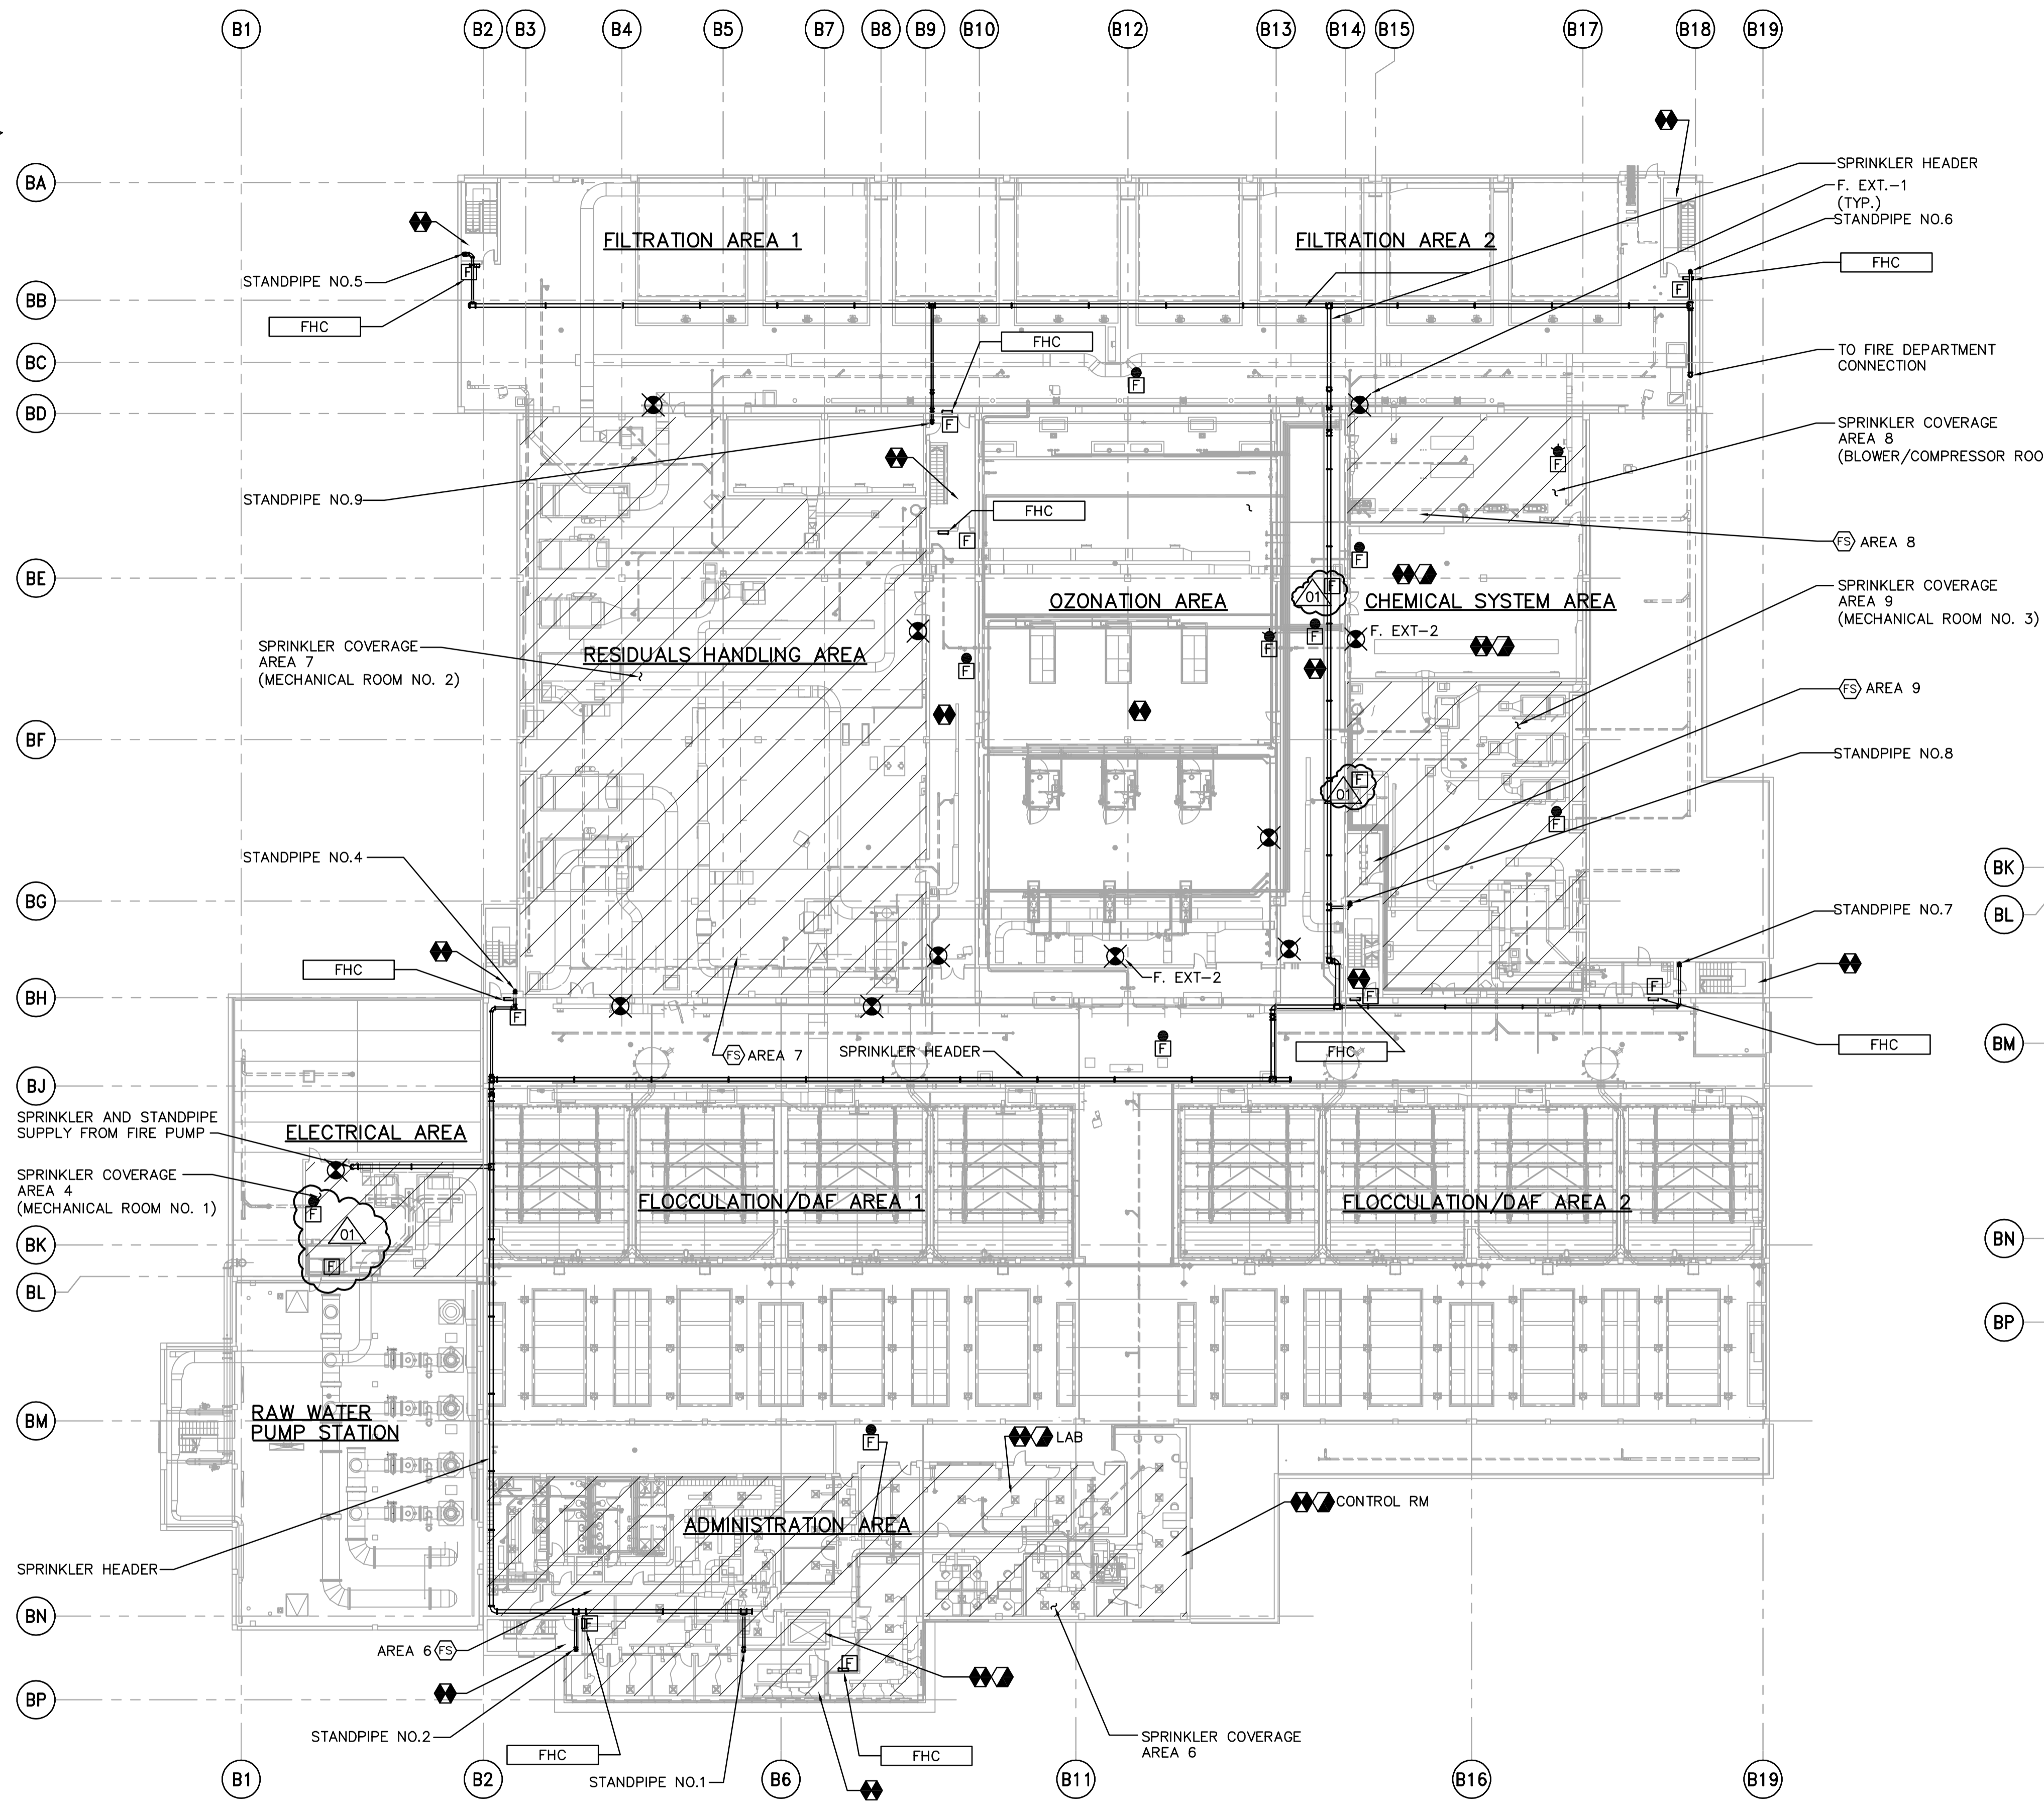 B1 B2 B3 B4 B5 B7 B8 B9 B10 B12 B13 B14 B15 B17 B18 B19
BA
SPRINKLER HEADER
F. EXT.-1
(TYP.)
STANDPIPE NO.6
FILTRATION AREA 1
FILTRATION AREA 2
FHC
F
STANDPIPE NO.5
F
BB
FHC
FHC
TO FIRE DEPARTMENT
CONNECTION
BC
F
BD
F
SPRINKLER COVERAGE
AREA 8
(BLOWER/COMPRESSOR ROO
F
STANDPIPE NO.9
FHC
F
FS AREA 8
F
BE
F
01
SPRINKLER COVERAGE
AREA 9
(MECHANICAL ROOM NO. 3)
OZONATION AREA
CHEMICAL SYSTEM AREA
F. EXT-2
F
F
SPRINKLER COVERAGE
AREA 7
(MECHANICAL ROOM NO. 2)
RESIDUALS HANDLING AREA
F
FS AREA 9
BF
STANDPIPE NO.8
F
01
F
STANDPIPE NO.4
BK
BG
BL
STANDPIPE NO.7
FHC
F. EXT-2
F
F
BH
F
F
FHC
FHC
BM
FS AREA 7
SPRINKLER HEADER
BJ
SPRINKLER AND STANDPIPE
SUPPLY FROM FIRE PUMP
ELECTRICAL AREA
SPRINKLER COVERAGE
AREA 4
(MECHANICAL ROOM NO. 1)
F
01
F
FLOCCULATION/DAF AREA 1
FLOCCULATION/DAF AREA 2
BK
BN
BL
BP
RAW WATER
PUMP STATION
BM
F
LAB
CONTROL RM
ADMINISTRATION AREA
SPRINKLER HEADER
BN
F
AREA 6 FS
F
BP
STANDPIPE NO.2
FHC
FHC
SPRINKLER COVERAGE
AREA 6
STANDPIPE NO.1
B1 B2 B6 B11 B16 B19